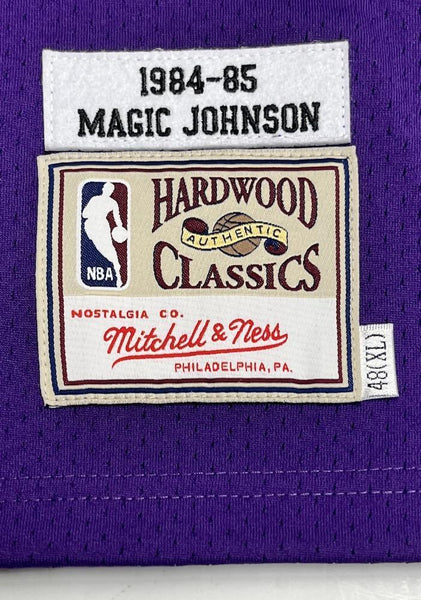 1984-85
MAGIC JOHNSON
HARDWOOD
AUTHENTIC
CLASSICS
NBA
NOSTALGIA CO.
Mitchell & Ness
PHILADELPHIA, PA.
48(XL)